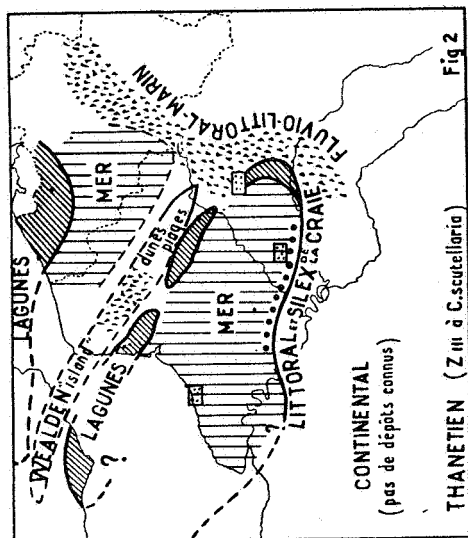 LAGUNES
MER
FLUVIO-LITTORAL-MARIN
WEALDEN island
dunes
plages
LAGUNES
?
MER
LITTORAL et SILEX DE LA CRAIE
?
CONTINENTAL
(pas de dépôts connus)
THANETIEN (Z III à C.scutellaria)
Fig 2